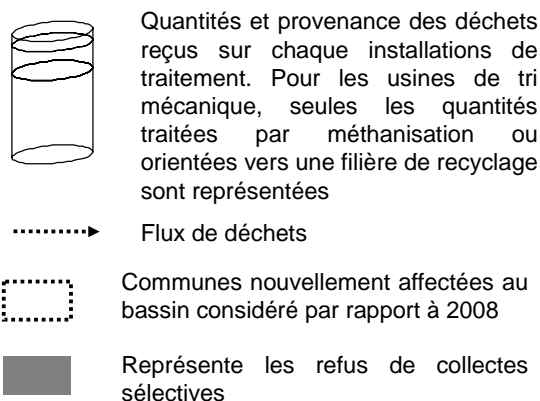 Quantités et provenance des déchets
reçus sur chaque installations de
traitement. Pour les usines de tri
mécanique, seules les quantités
traitées par méthanisation ou
orientées vers une filière de recyclage
sont représentées
Flux de déchets
Communes nouvellement affectées au
bassin considéré par rapport à 2008
Représente les refus de collectes
sélectives